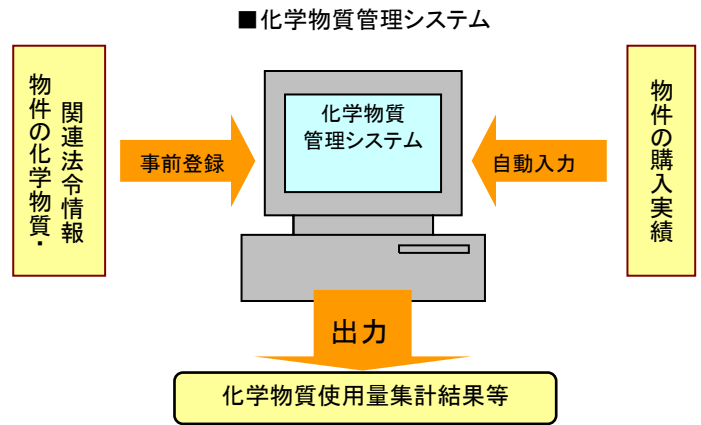 ■化学物質管理システム
物件の化学物質・
関連法令情報
事前登録
化学物質
管理システム
自動入力
物件の購入実績
出力
化学物質使用量集計結果等